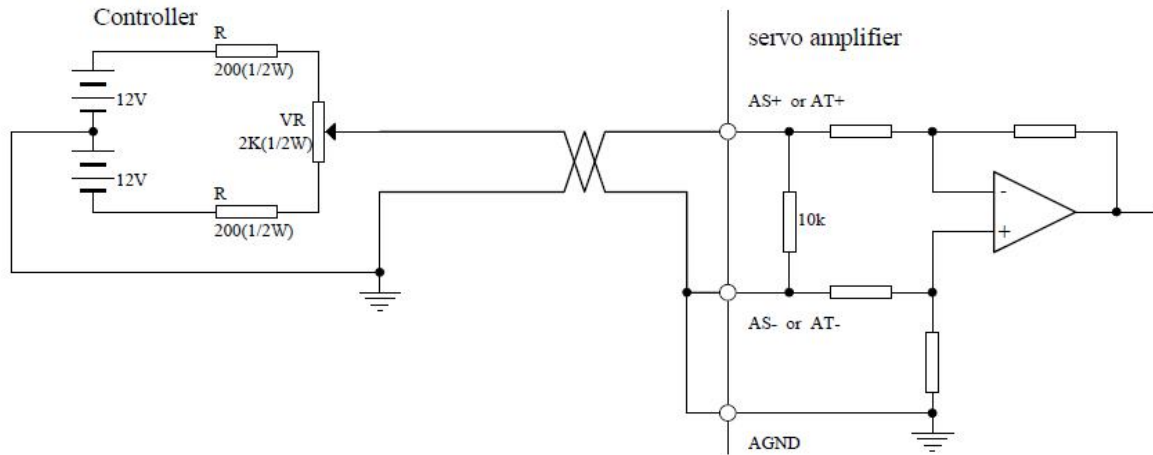 Controller
R
200(1/2W)
12V
VR
2K(1/2W)
12V
R
200(1/2W)
servo amplifier
AS+ or AT+
-
10k
+
AS- or AT-
AGND